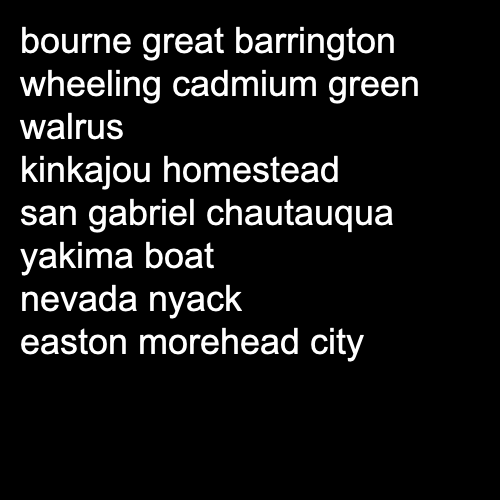 bourne great barrington
wheeling cadmium green
walrus
kinkajou homestead
san gabriel chautauqua
yakima boat
nevada nyack
easton morehead city